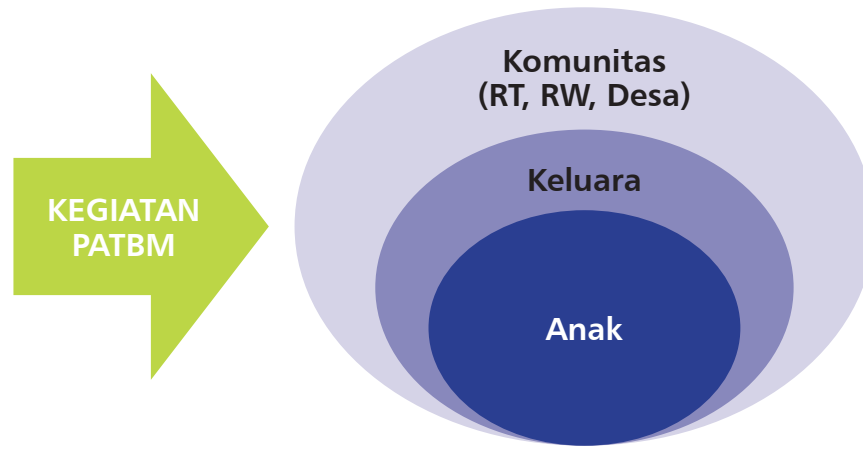 KEGIATAN
PATBM
Komunitas
(RT, RW, Desa)
Keluara
Anak